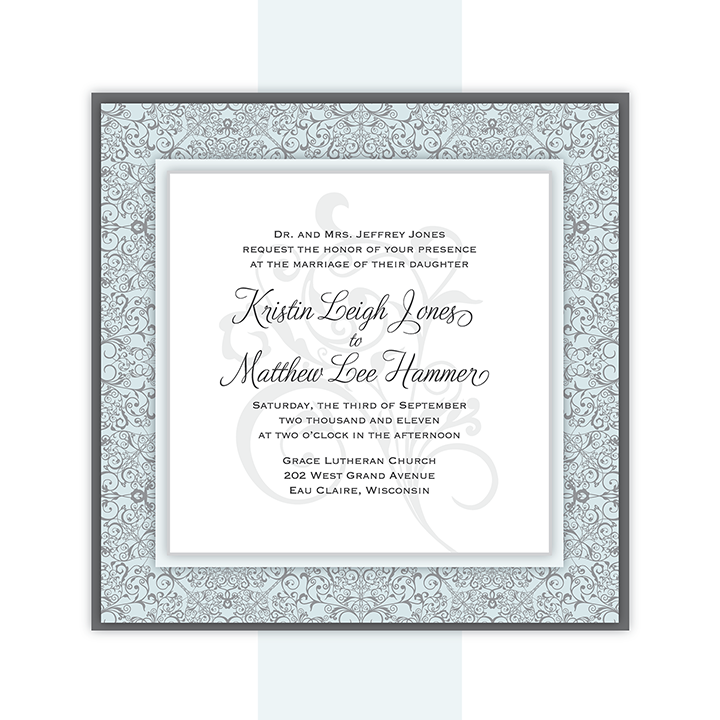 Dr. and Mrs. Jeffrey Jones
request the honor of your presence
at the marriage of their daughter
Kristin Leigh Jones
to
Matthew Lee Hammer
Saturday, the third of September
two thousand and eleven
at two o'clock in the afternoon
Grace Lutheran Church
202 West Grand Avenue
Eau Claire, Wisconsin